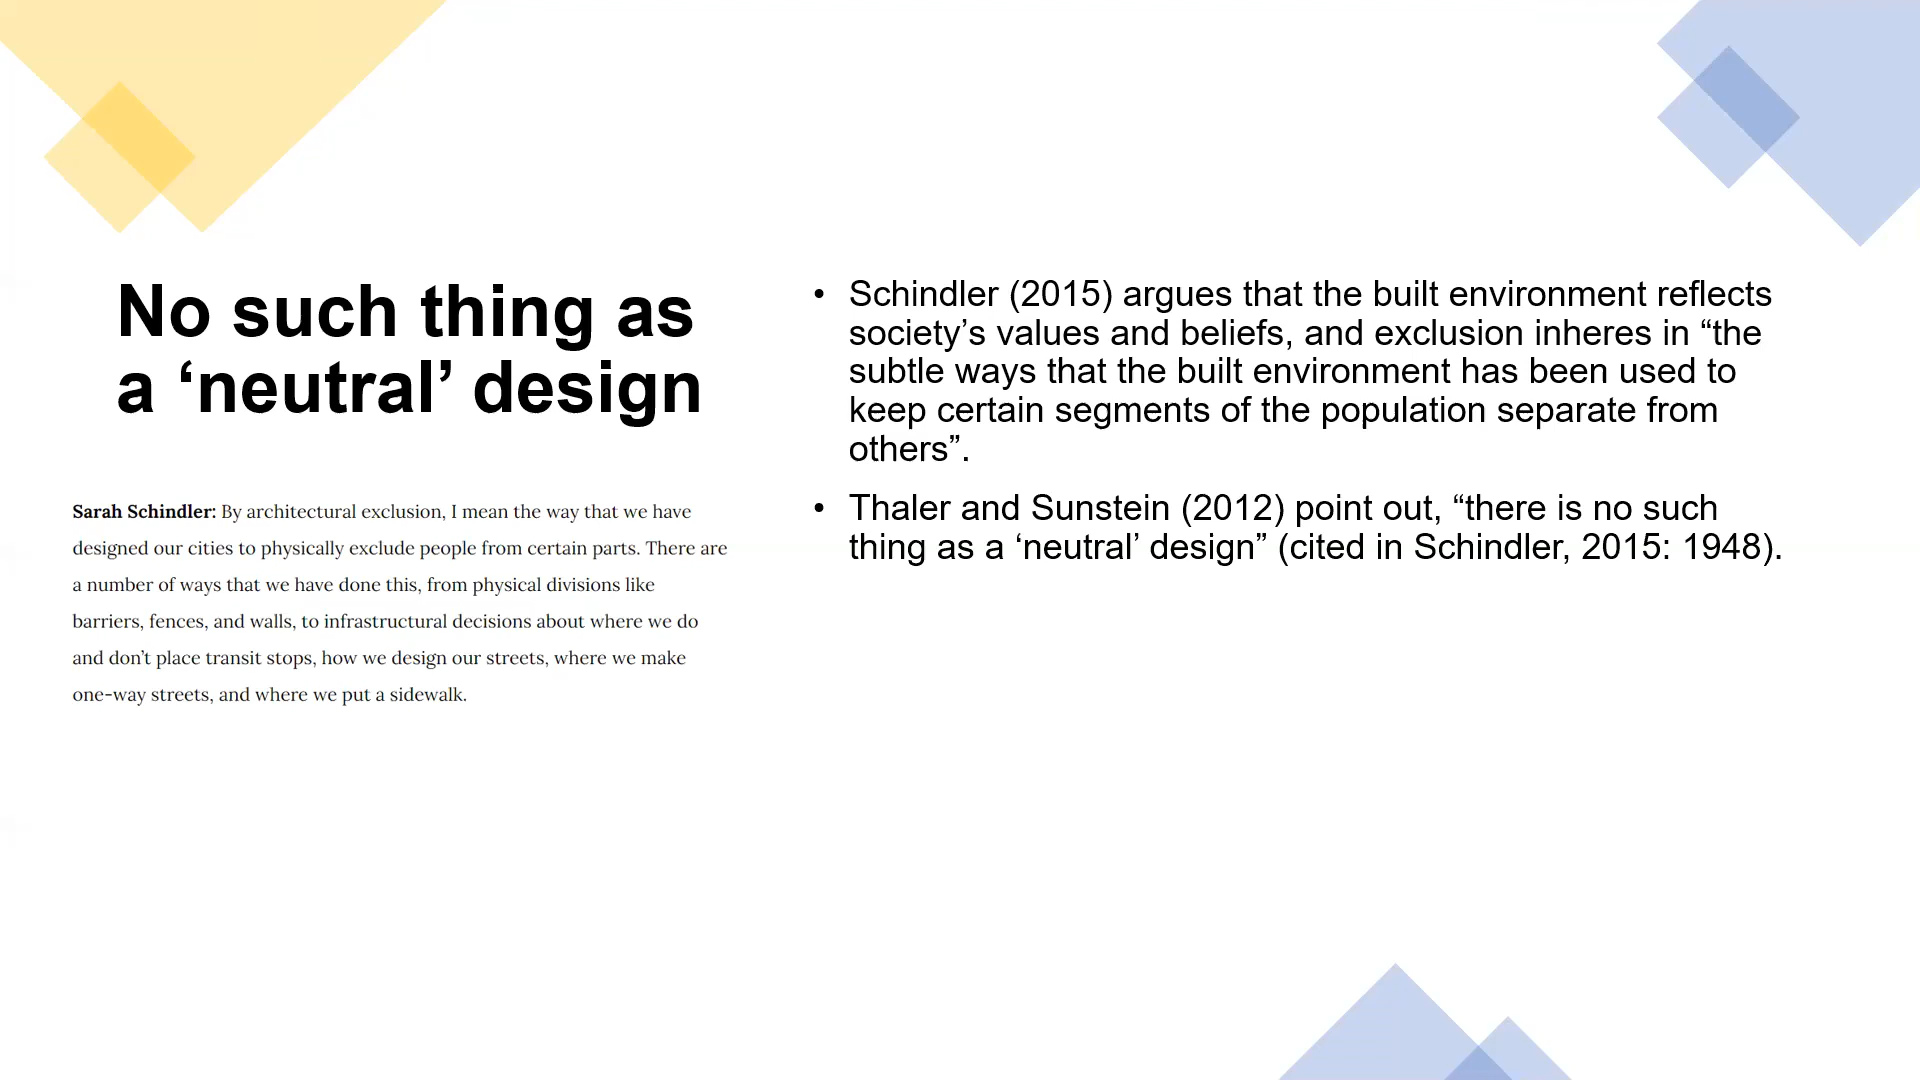 No such thing as
a ‘neutral’ design
Sarah Schindler: By architectural exclusion, I mean the way that we have
designed our cities to physically exclude people from certain parts. There are
a number of ways that we have done this, from physical divisions like
barriers, fences, and walls, to infrastructural decisions about where we do
and don’t place transit stops, how we design our streets, where we make
one-way streets, and where we put a sidewalk.
• Schindler (2015) argues that the built environment reflects
society’s values and beliefs, and exclusion inheres in “the
subtle ways that the built environment has been used to
keep certain segments of the population separate from
others”.
• Thaler and Sunstein (2012) point out, “there is no such
thing as a ‘neutral’ design” (cited in Schindler, 2015: 1948).